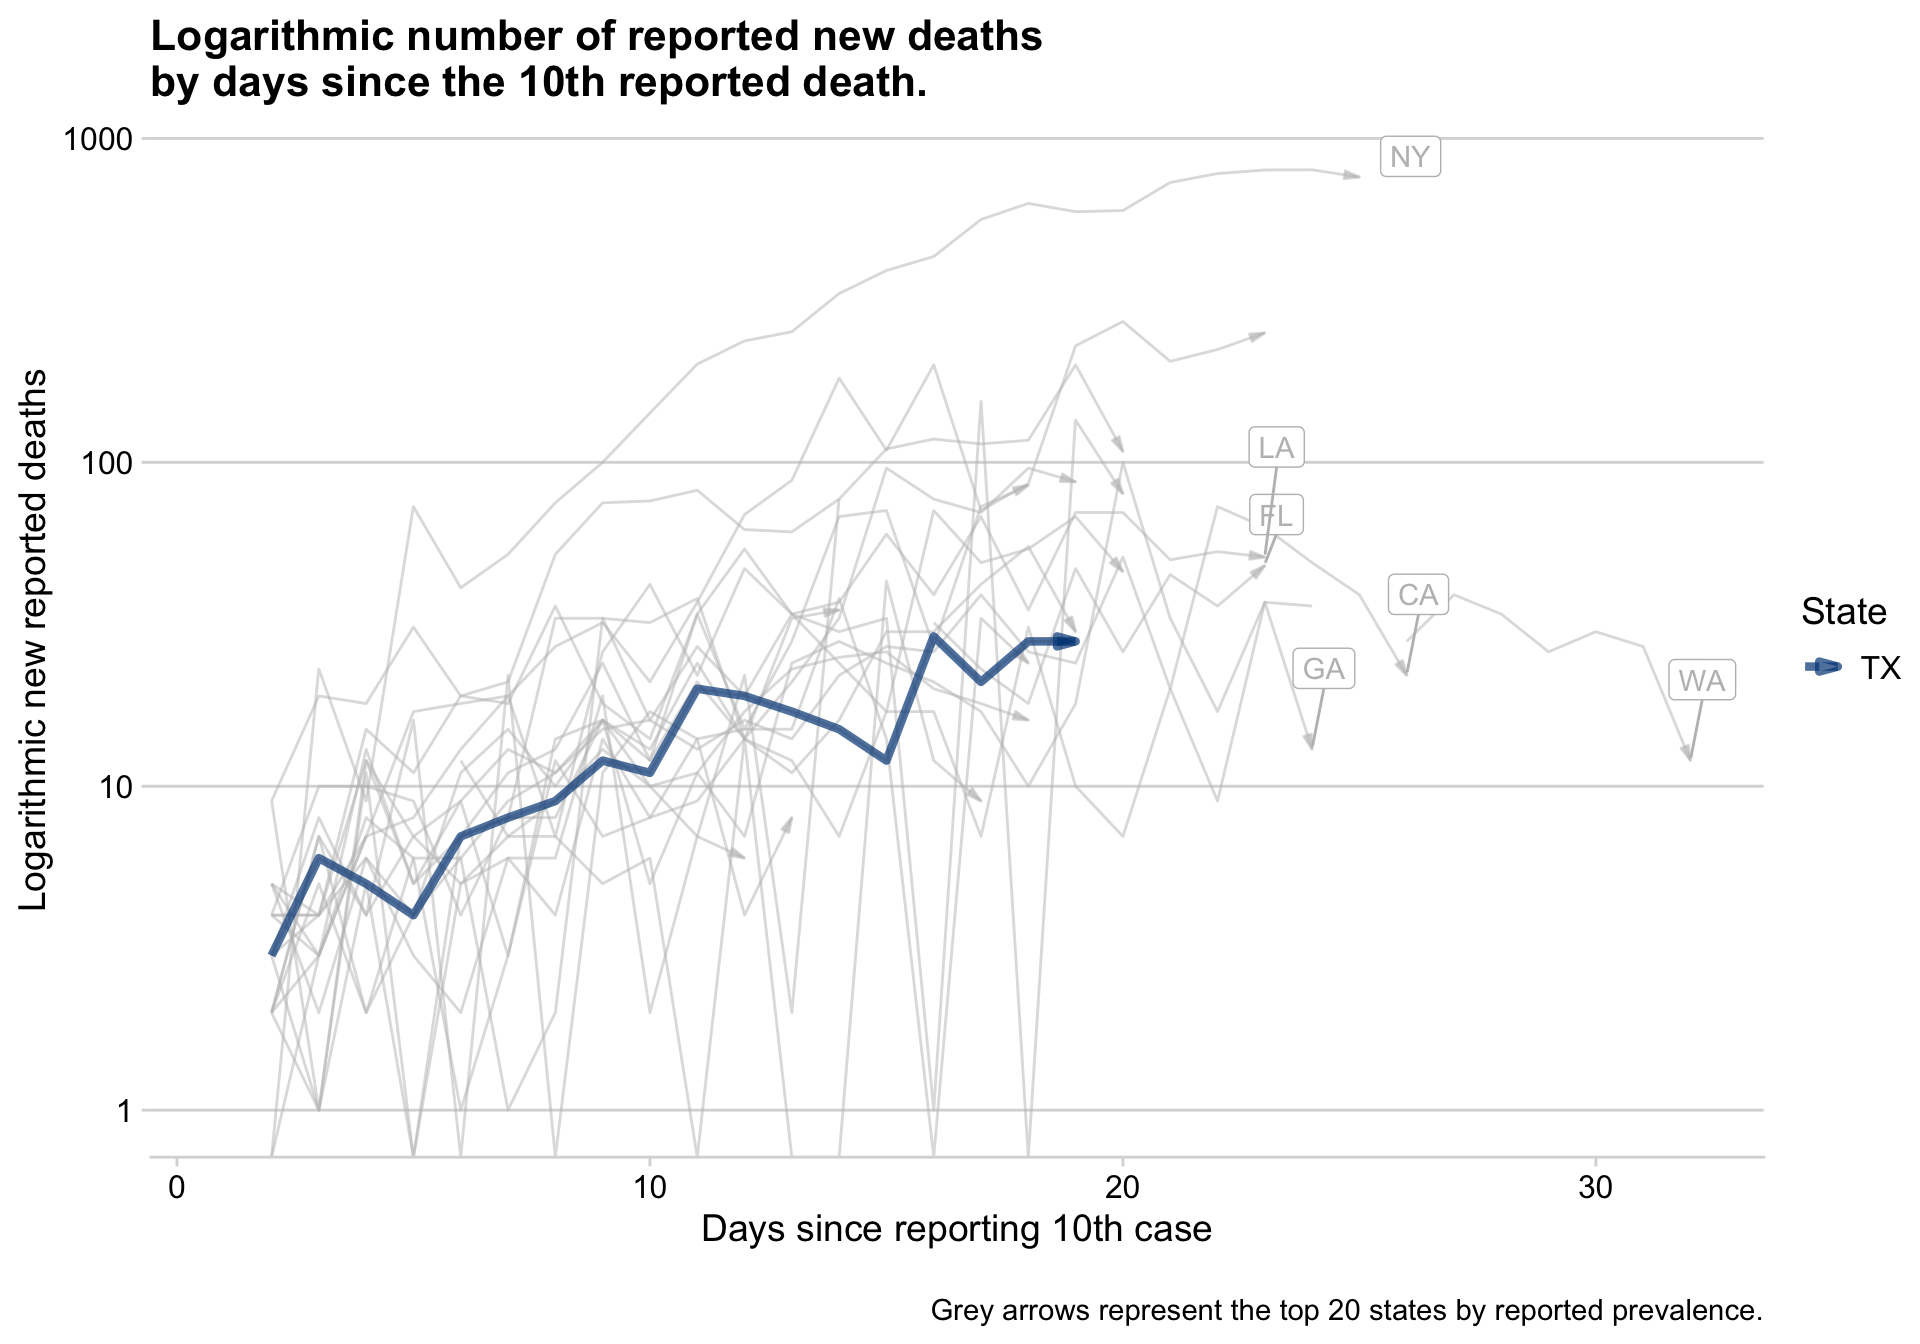 Logarithmic number of reported new deaths
by days since the 10th reported death.
Logarithmic new reported deaths
1000
100
10
1
NY
LA
FL
CA
GA
WA
State
TX
0
10
20
30
Days since reporting 10th case
Grey arrows represent the top 20 states by reported prevalence.